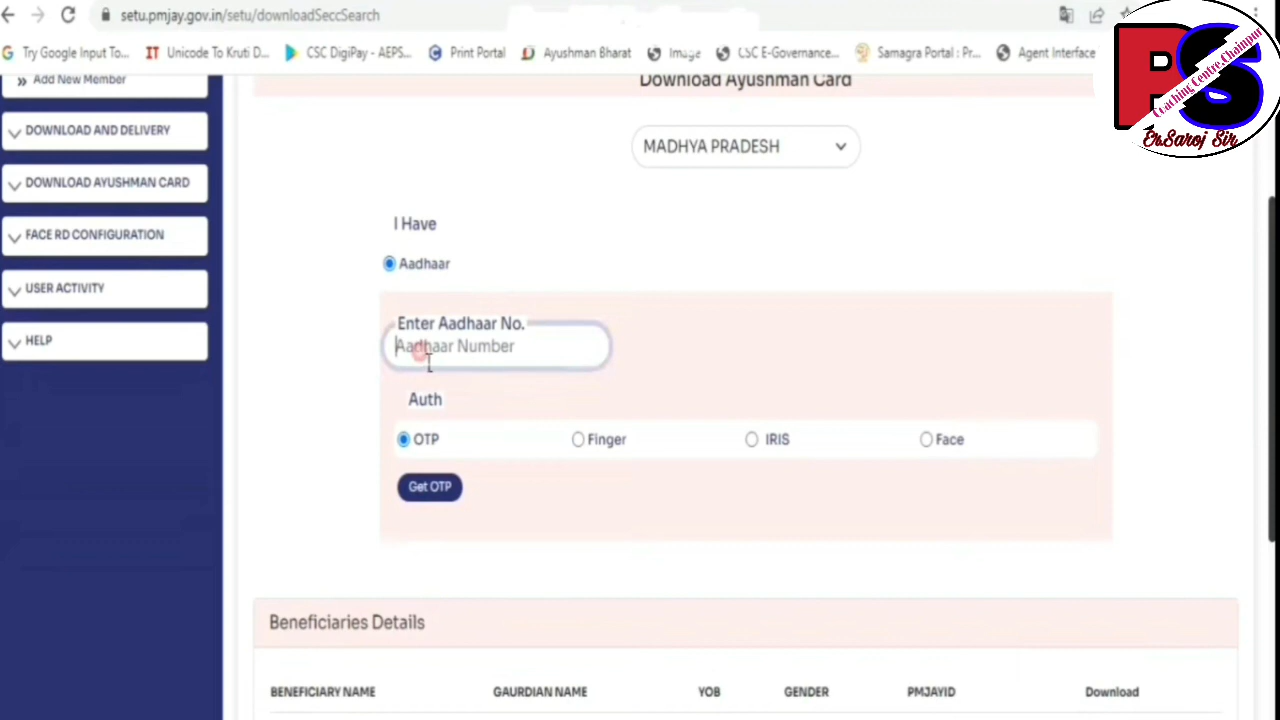 setu.pmjay.gov.in/setu/downloadSeccSearch
Try Google Input To... Unicode To Kruti D... CSC DigiPay - AEPS... Print Portal Ayushman Bharat Image CSC E-Governance... Samagra Portal : Pr... Agent Interface
PS
Coaching Centre, Chainpur
Er.Saroj Sir
Add New Member
DOWNLOAD AND DELIVERY
DOWNLOAD AYUSHMAN CARD
FACE RD CONFIGURATION
USER ACTIVITY
HELP
Download Ayushman Card
MADHYA PRADESH
I Have
Aadhaar
Enter Aadhaar No.
Aadhaar Number
Auth
OTP Finger IRIS Face
Get OTP
Beneficiaries Details
BENEFICIARY NAME GAURDIAN NAME YOB GENDER PMJAYID Download